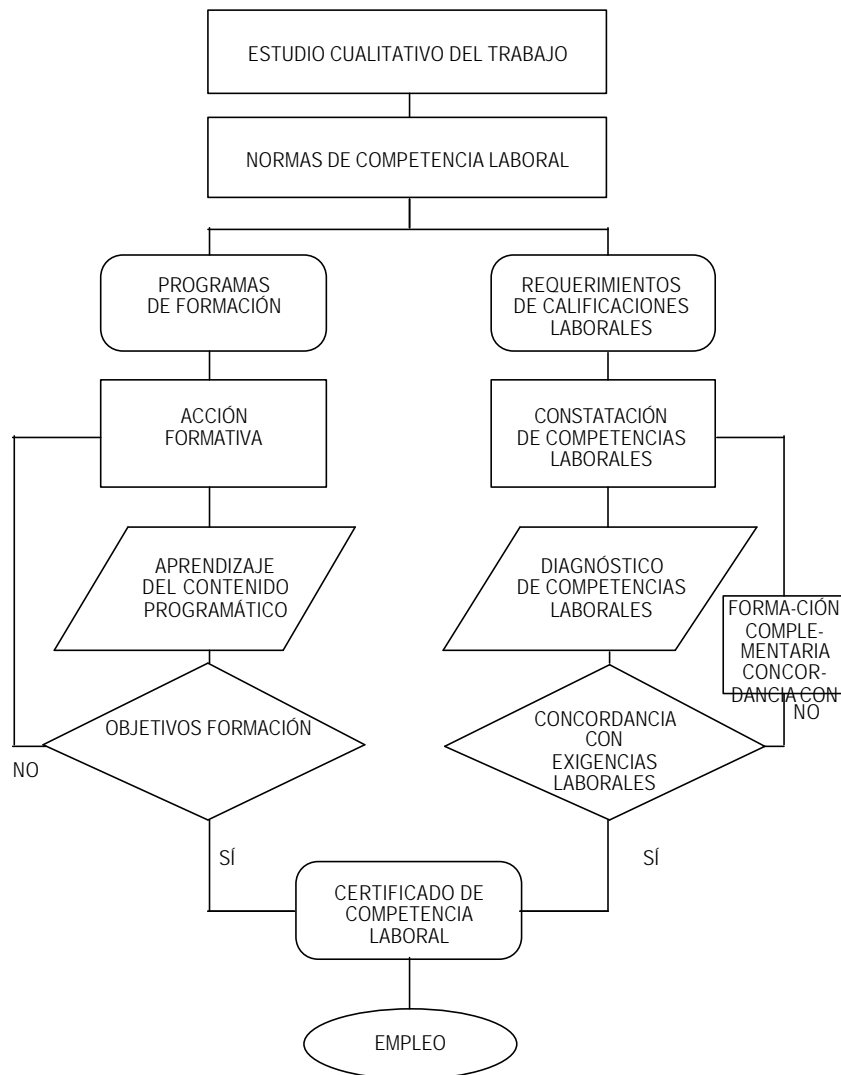 ESTUDIO CUALITATIVO DEL TRABAJO
NORMAS DE COMPETENCIA LABORAL
PROGRAMAS
DE FORMACIÓN
REQUERIMIENTOS
DE CALIFICACIONES
LABORALES
ACCIÓN
FORMATIVA
CONSTATACIÓN
DE COMPETENCIAS
LABORALES
APRENDIZAJE
DEL CONTENIDO
PROGRAMÁTICO
DIAGNÓSTICO
DE COMPETENCIAS
LABORALES
FORMA-CIÓN
COMPLE-
MENTARIA
CONCOR-
DANCIA CON
NO
OBJETIVOS FORMACIÓN
NO
CONCORDANCIA
CON
EXIGENCIAS
LABORALES
SÍ
SÍ
CERTIFICADO DE
COMPETENCIA
LABORAL
EMPLEO